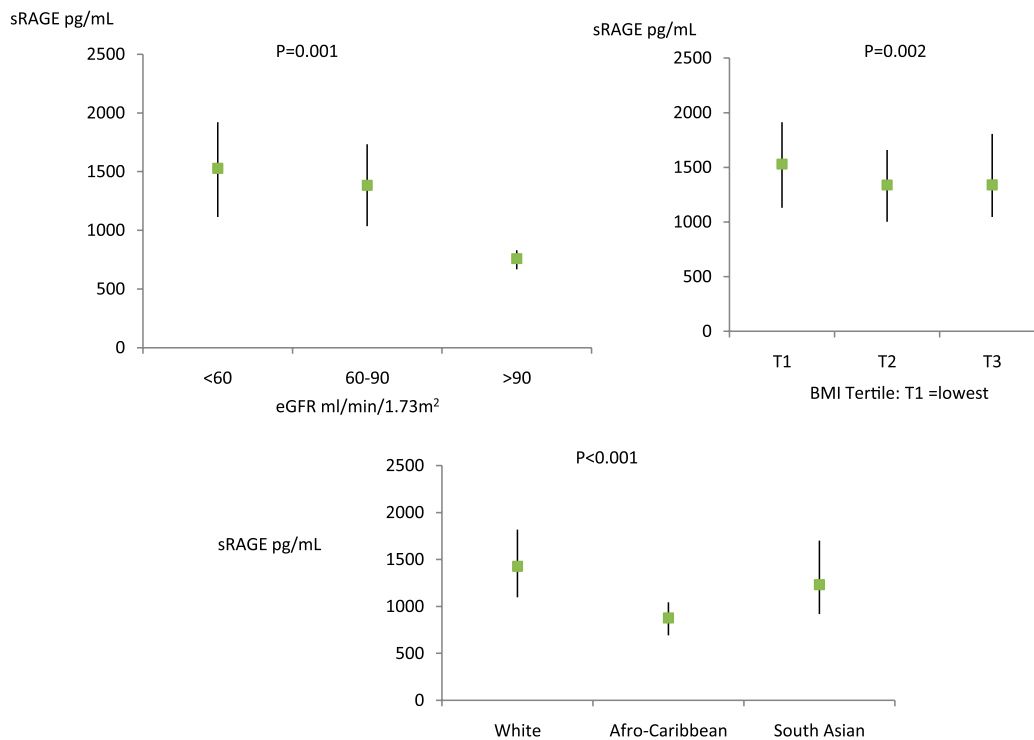 sRAGE pg/mL
P=0.001
2500
2000
1500
1000
500
0
<60 60-90 >90
eGFR ml/min/1.73m²
sRAGE pg/mL
P=0.002
2500
2000
1500
1000
500
0
T1 T2 T3
BMI Tertile: T1 =lowest
P<0.001
sRAGE pg/mL
2500
2000
1500
1000
500
0
White Afro-Caribbean South Asian